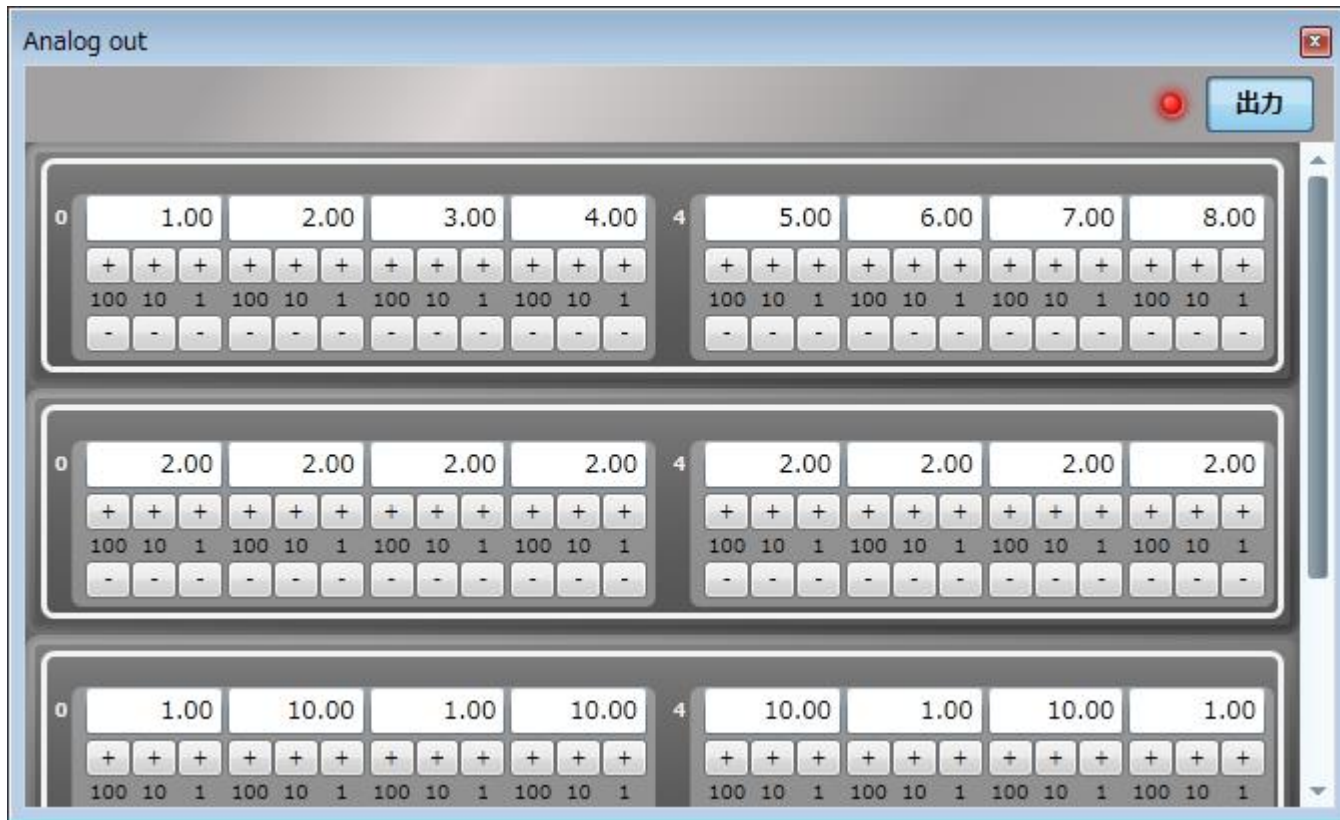 Analog out
x
出力
0 1.00 2.00 3.00 4.00 4 5.00 6.00 7.00 8.00
+ + + + + + + + + + + + + + + + + + + + + + + +
100 10 1 100 10 1 100 10 1 100 10 1 100 10 1 100 10 1 100 10 1 100 10 1
- - - - - - - - - - - - - - - - - - - - - - - -
0 2.00 2.00 2.00 2.00 4 2.00 2.00 2.00 2.00
+ + + + + + + + + + + + + + + + + + + + + + + +
100 10 1 100 10 1 100 10 1 100 10 1 100 10 1 100 10 1 100 10 1 100 10 1
- - - - - - - - - - - - - - - - - - - - - - - -
0 1.00 10.00 1.00 10.00 4 10.00 1.00 10.00 1.00
+ + + + + + + + + + + + + + + + + + + + + + + +
100 10 1 100 10 1 100 10 1 100 10 1 100 10 1 100 10 1 100 10 1 100 10 1